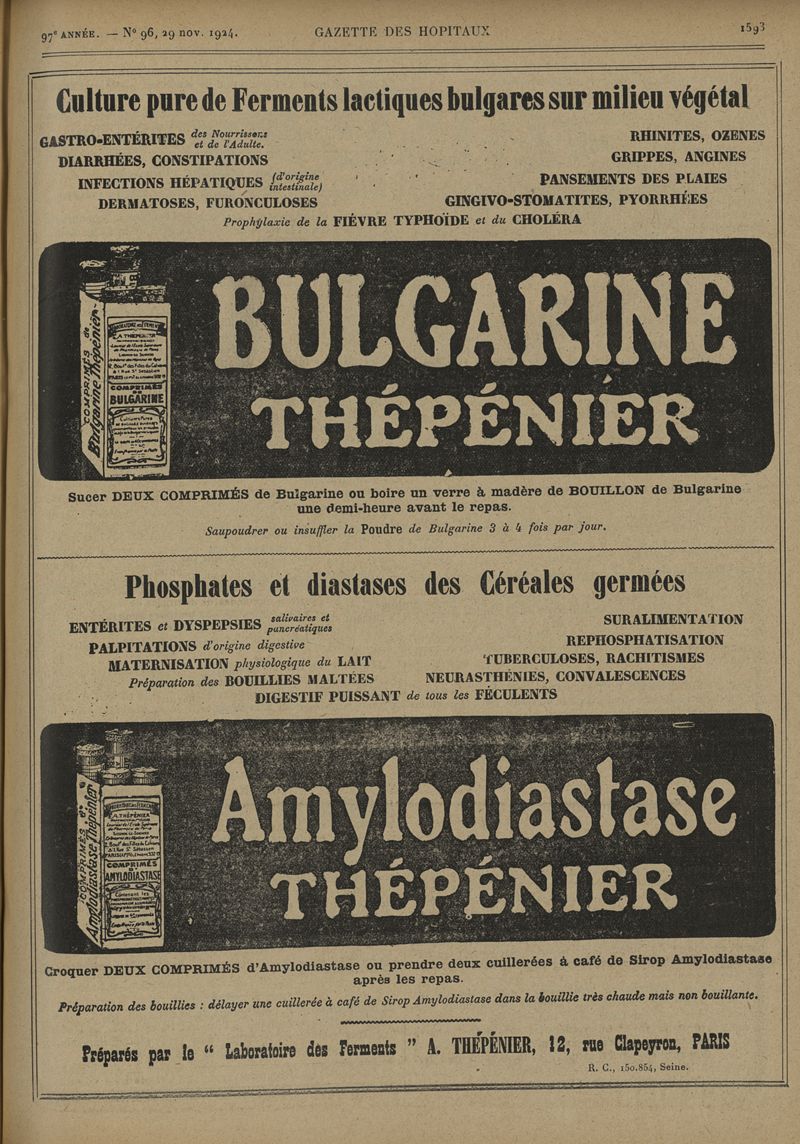 97e ANNÉE. — No 96, 29 nov. 1924. GAZETTE DES HOPITAUX 1593
Culture pure de Ferments lactiques bulgares sur milieu végétal
GASTRO-ENTÉRITES des Nourrissons et de l'Adulte. RHINITES, OZENES
DIARRHÉES, CONSTIPATIONS GRIPPES, ANGINES
INFECTIONS HÉPATIQUES (d'origine intestinale) PANSEMENTS DES PLAIES
DERMATOSES, FURONCULOSES GINGIVO-STOMATITES, PYORRHÉES
Prophylaxie de la FIÉVRE TYPHOÏDE et du CHOLÉRA
COMPRIMÉS de
Bulgarine Thépénier
A. THÉPÉNIER
COMPRIMÉS
DE
BULGARINE
BULGARINE
THÉPÉNIER
Sucer DEUX COMPRIMÉS de Bulgarine ou boire un verre à madère de BOUILLON de Bulgarine
une demi-heure avant le repas.
Saupoudrer ou insuffler la Poudre de Bulgarine 3 à 4 fois par jour.
Phosphates et diastases des Céréales germées
ENTÉRITES et DYSPEPSIES salivaires et pancréatiques SURALIMENTATION
PALPITATIONS d'origine digestive REPHOSPHATISATION
MATERNISATION physiologique du LAIT TUBERCULOSES, RACHITISMES
Préparation des BOUILLIES MALTÉES NEURASTHÉNIES, CONVALESCENCES
DIGESTIF PUISSANT de tous les FÉCULENTS
COMPRIMÉS d'
Amylodiastase Thépénier
A. THÉPÉNIER
COMPRIMÉS
D'
AMYLODIASTASE
Amylodiastase
THÉPÉNIER
Croquer DEUX COMPRIMÉS d'Amylodiastase ou prendre deux cuillerées à café de Sirop Amylodiastase
après les repas.
Préparation des bouillies : délayer une cuillerée à café de Sirop Amylodiastase dans la bouillie très chaude mais non bouillante.
Préparés par le " Laboratoire des Ferments " A. THÉPÉNIER, 12, rue Clapeyron, PARIS
R. C., 150.854, Seine.